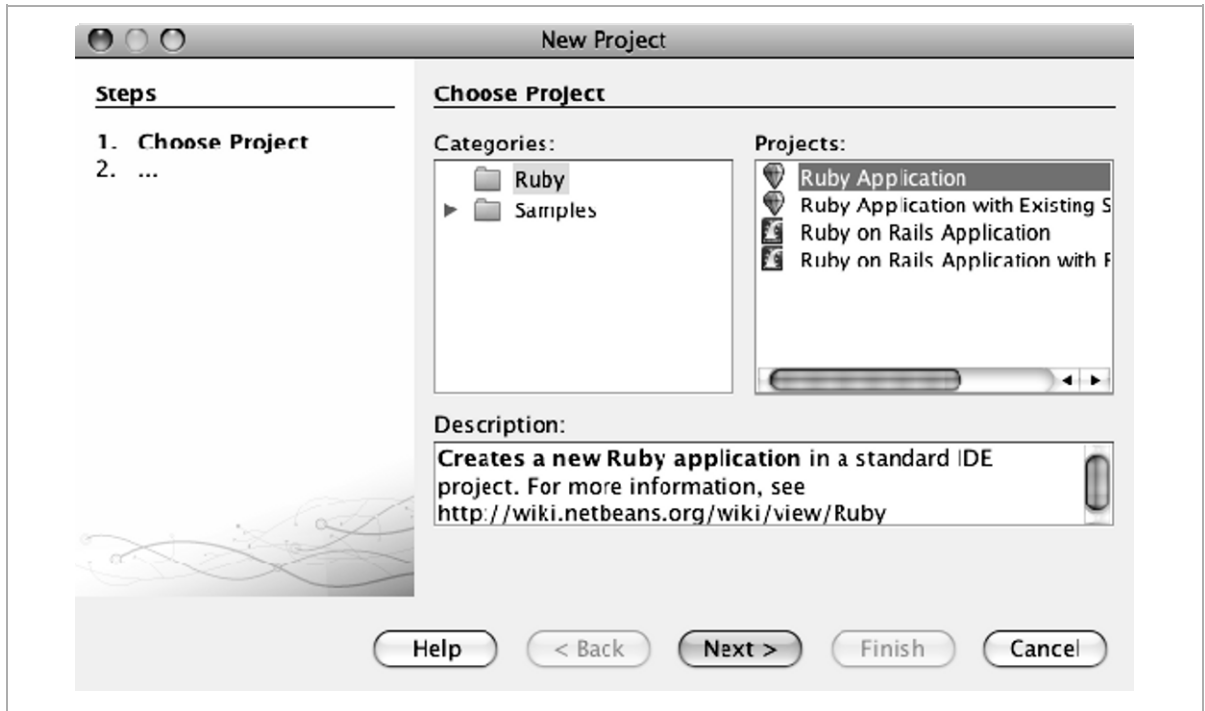 New Project
Steps
1. Choose Project
2. ...
Choose Project
Categories:
Ruby
Samples
Projects:
Ruby Application
Ruby Application with Existing S
Ruby on Rails Application
Ruby on Rails Application with
Description:
Creates a new Ruby application in a standard IDE
project. For more information, see
http://wiki.netbeans.org/wiki/view/Ruby
Help
< Back
Next >
Finish
Cancel